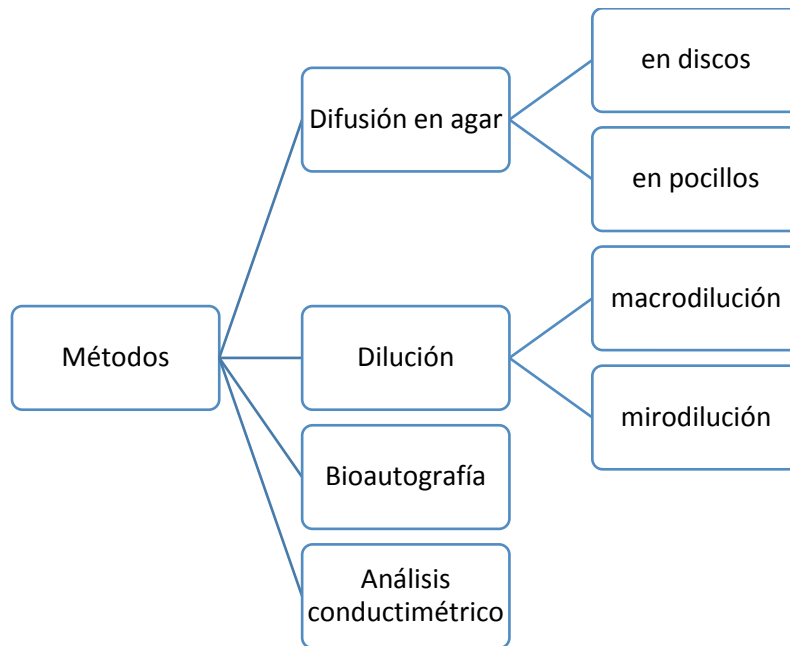 Métodos
Difusión en agar
en discos
en pocillos
Dilución
macrodilución
mirodilución
Bioautografía
Análisis
conductimétrico